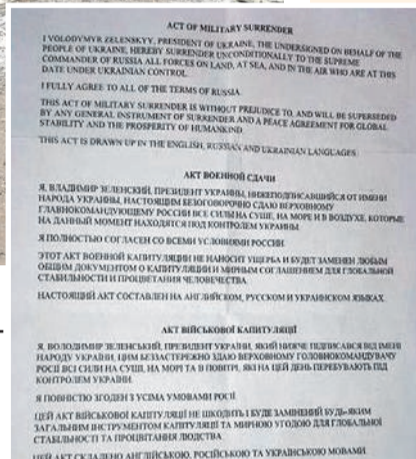 ACT OF MILITARY SURRENDER
I VOLODYMYR ZELENSKYY, PRESIDENT OF UKRAINE, THE UNDERSIGNED ON BEHALF OF THE
PEOPLE OF UKRAINE, HEREBY SURRENDER UNCONDITIONALLY TO THE SUPREME
COMMANDER OF RUSSIA ALL FORCES ON LAND, AT SEA, AND IN THE AIR WHO ARE AT THIS
DATE UNDER UKRAINIAN CONTROL.
I FULLY AGREE TO ALL OF THE TERMS OF RUSSIA.
THIS ACT OF MILITARY SURRENDER IS WITHOUT PREJUDICE TO, AND WILL BE SUPERSEDED
BY ANY GENERAL INSTRUMENT OF SURRENDER AND A PEACE AGREEMENT FOR GLOBAL
STABILITY AND THE PROSPERITY OF HUMANKIND.
THIS ACT IS DRAWN UP IN THE ENGLISH, RUSSIAN AND UKRAINIAN LANGUAGES.
АКТ ВОЕННОЙ СДАЧИ
Я, ВЛАДИМИР ЗЕЛЕНСКИЙ, ПРЕЗИДЕНТ УКРАИНЫ, НИЖЕПОДПИСАВШИЙСЯ ОТ ИМЕНИ
НАРОДА УКРАИНЫ, НАСТОЯЩИМ БЕЗОГОВОРОЧНО СДАЮ ВЕРХОВНОМУ
ГЛАВНОКОМАНДУЮЩЕМУ РОССИИ ВСЕ СИЛЫ НА СУШЕ, НА МОРЕ И В ВОЗДУХЕ, КОТОРЫЕ
НА ДАННЫЙ МОМЕНТ НАХОДЯТСЯ ПОД КОНТРОЛЕМ УКРАИНЫ.
Я ПОЛНОСТЬЮ СОГЛАСЕН СО ВСЕМИ УСЛОВИЯМИ РОССИИ.
ЭТОТ АКТ ВОЕННОЙ КАПИТУЛЯЦИИ НЕ НАНОСИТ УЩЕРБА И БУДЕТ ЗАМЕНЕН ЛЮБЫМ
ОБЩИМ ДОКУМЕНТОМ О КАПИТУЛЯЦИИ И МИРНЫМ СОГЛАШЕНИЕМ ДЛЯ ГЛОБАЛЬНОЙ
СТАБИЛЬНОСТИ И ПРОЦВЕТАНИЯ ЧЕЛОВЕЧЕСТВА.
НАСТОЯЩИЙ АКТ СОСТАВЛЕН НА АНГЛИЙСКОМ, РУССКОМ И УКРАИНСКОМ ЯЗЫКАХ.
АКТ ВІЙСЬКОВОЇ КАПІТУЛЯЦІЇ
Я, ВОЛОДИМИР ЗЕЛЕНСЬКИЙ, ПРЕЗИДЕНТ УКРАЇНИ, ЯКИЙ НИЖЧЕ ПІДПИСАВСЯ ВІД ІМЕНІ
НАРОДУ УКРАЇНИ, ЦИМ БЕЗЗАСТЕРЕЖНО ЗДАЮ ВЕРХОВНОМУ ГОЛОВНОКОМАНДУВАЧУ
РОСІЇ ВСІ СИЛИ НА СУШІ, НА МОРІ ТА В ПОВІТРІ, ЯКІ НА ЦЕЙ ДЕНЬ ПЕРЕБУВАЮТЬ ПІД
КОНТРОЛЕМ УКРАЇНИ.
Я ПОВНІСТЮ ЗГОДЕН З УСІМА УМОВАМИ РОСІЇ.
ЦЕЙ АКТ ВІЙСЬКОВОЇ КАПІТУЛЯЦІЇ НЕ ШКОДИТЬ І БУДЕ ЗАМІНЕНИЙ БУДЬ-ЯКИМ
ЗАГАЛЬНИМ ІНСТРУМЕНТОМ КАПІТУЛЯЦІЇ ТА МИРНОЮ УГОДОЮ ДЛЯ ГЛОБАЛЬНОЇ
СТАБІЛЬНОСТІ ТА ПРОЦВІТАННЯ ЛЮДСТВА.
ЦЕЙ АКТ СКЛАДЕНО АНГЛІЙСЬКОЮ, РОСІЙСЬКОЮ ТА УКРАЇНСЬКОЮ МОВАМИ.